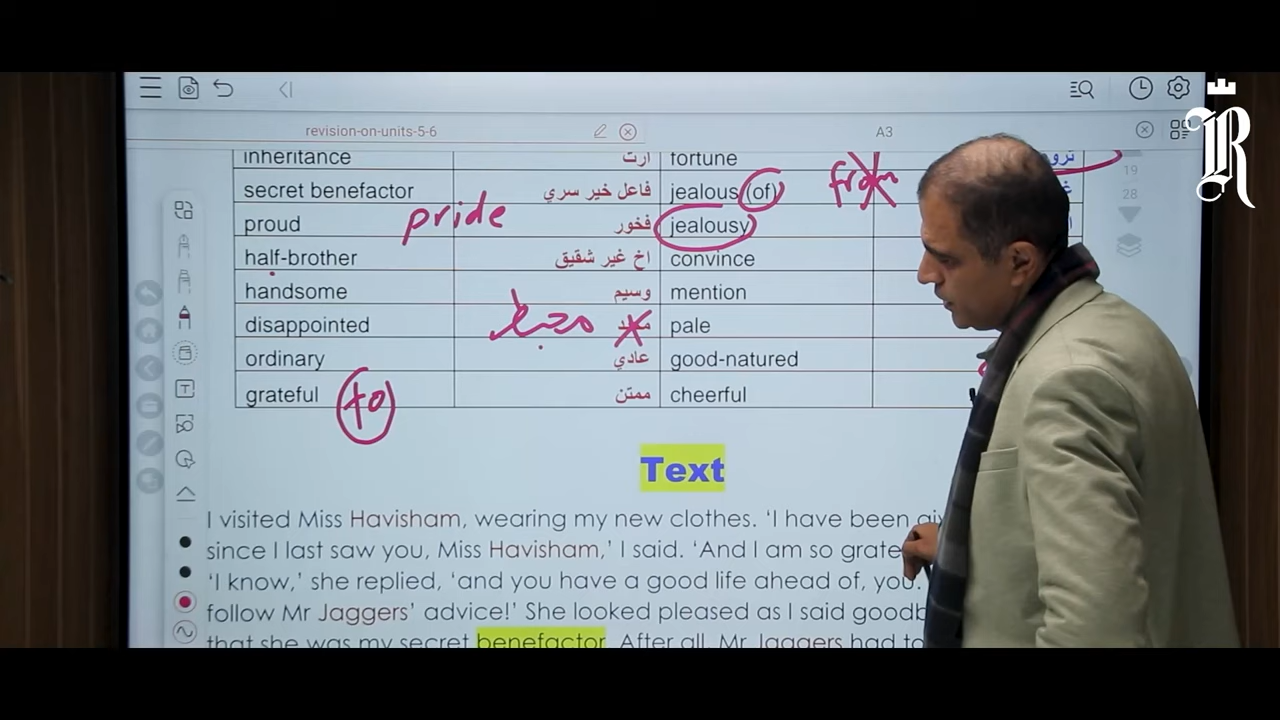 revision-on-units-5-6 A3
19
28
inheritance ارث fortune
secret benefactor فاعل خير سري jealous (of) from
proud pride فخور jealousy
half-brother اخ غير شقيق convince
handsome وسيم mention
disappointed محبط pale
ordinary عادي good-natured
grateful to ممتن cheerful
Text
I visited Miss Havisham, wearing my new clothes. ‘I have been
since I last saw you, Miss Havisham,’ I said. ‘And I am so
‘I know,’ she replied, ‘and you have a good life ahead of, you.
follow Mr Jaggers’ advice!’ She looked pleased as I said
that she was my secret benefactor. After all, Mr Jaggers had
R